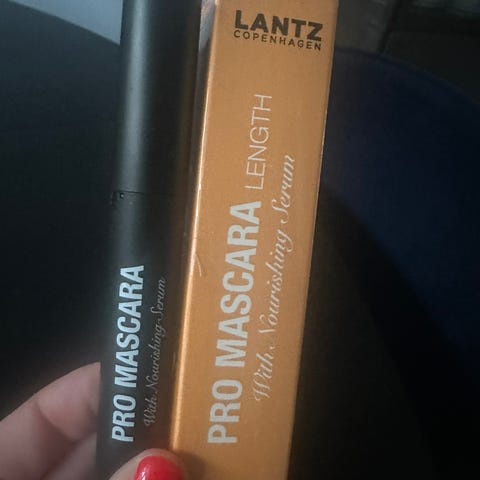 LANTZ
COPENHAGEN
PRO MASCARA LENGTH
With Nourishing Serum
PRO MASCARA
With Nourishing Serum